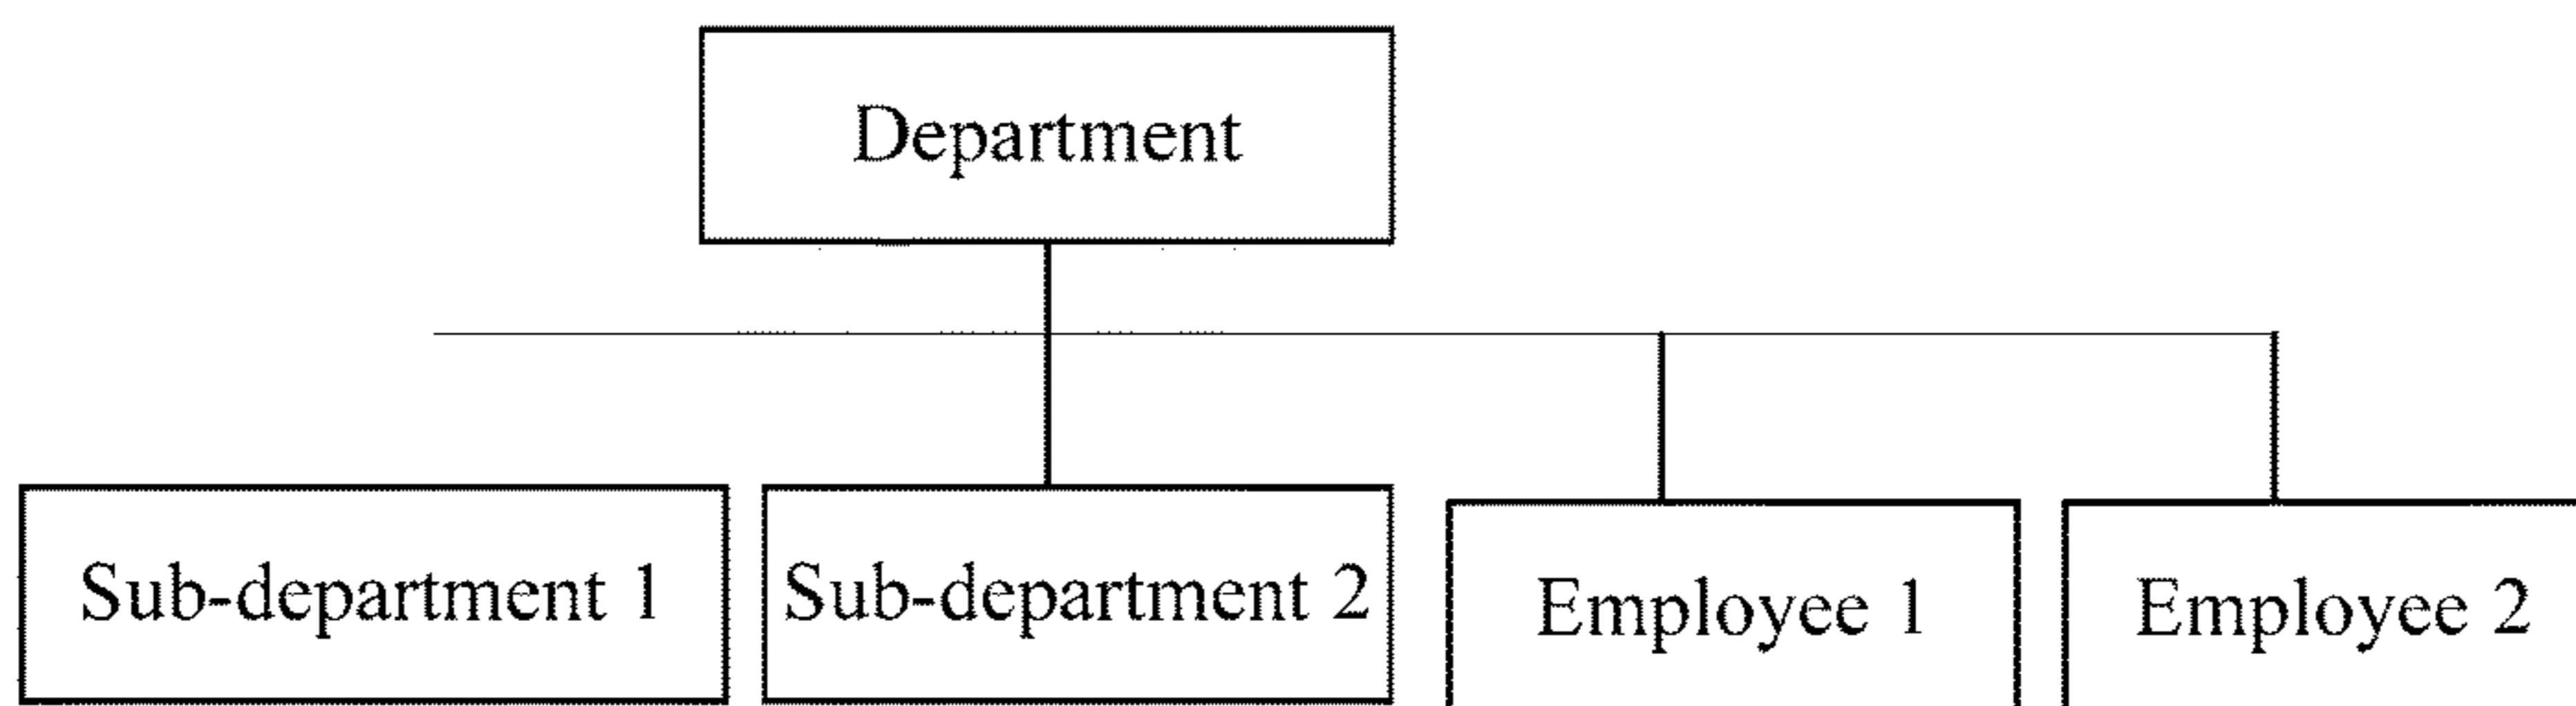 Department
Sub-department 1
Sub-department 2
Employee 1
Employee 2